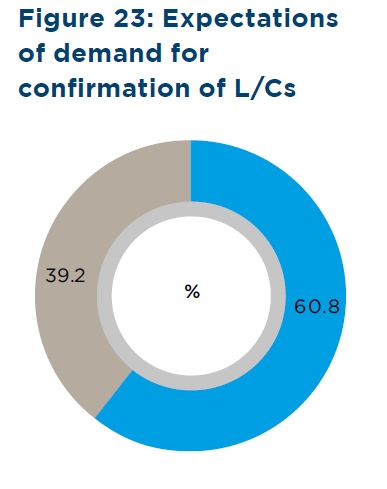 Figure 23: Expectations
of demand for
confirmation of L/Cs
39.2
%
60.8